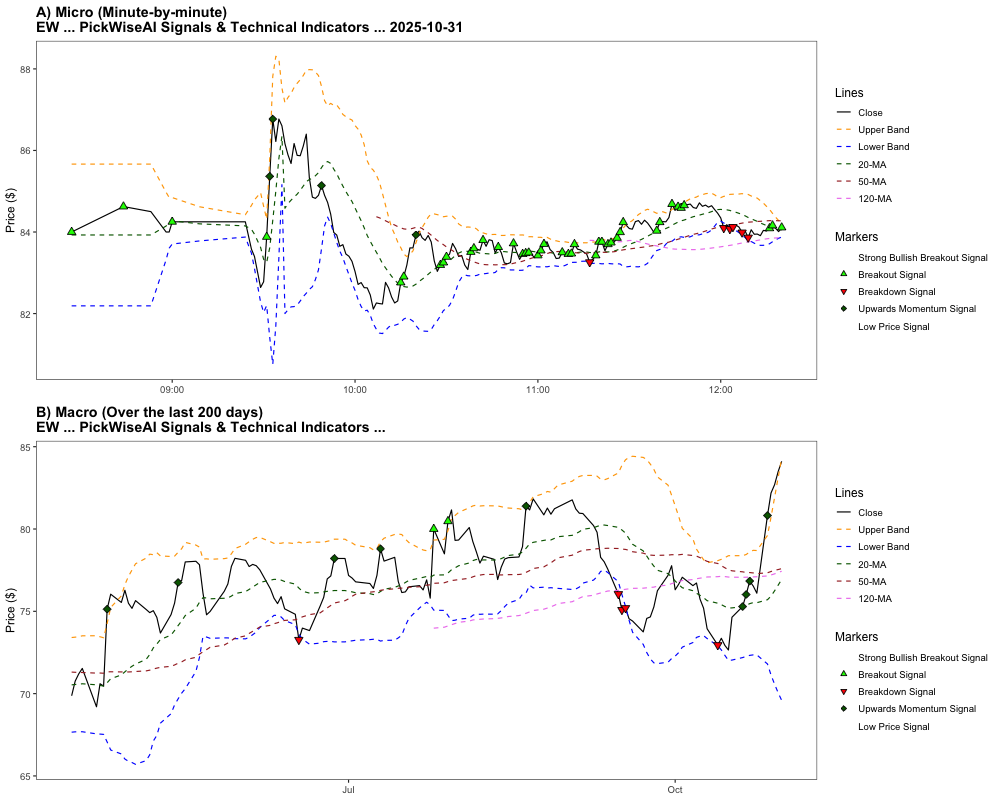 A) Micro (Minute-by-minute)
EW ... PickWiseAI Signals & Technical Indicators ... 2025-10-31
Price ($)
88
86
84
82
09:00
10:00
11:00
12:00
Lines
Close
Upper Band
Lower Band
20-MA
50-MA
120-MA
Markers
Strong Bullish Breakout Signal
Breakout Signal
Breakdown Signal
Upwards Momentum Signal
Low Price Signal
B) Macro (Over the last 200 days)
EW ... PickWiseAI Signals & Technical Indicators ...
Price ($)
85
80
75
70
65
Jul
Oct
Lines
Close
Upper Band
Lower Band
20-MA
50-MA
120-MA
Markers
Strong Bullish Breakout Signal
Breakout Signal
Breakdown Signal
Upwards Momentum Signal
Low Price Signal